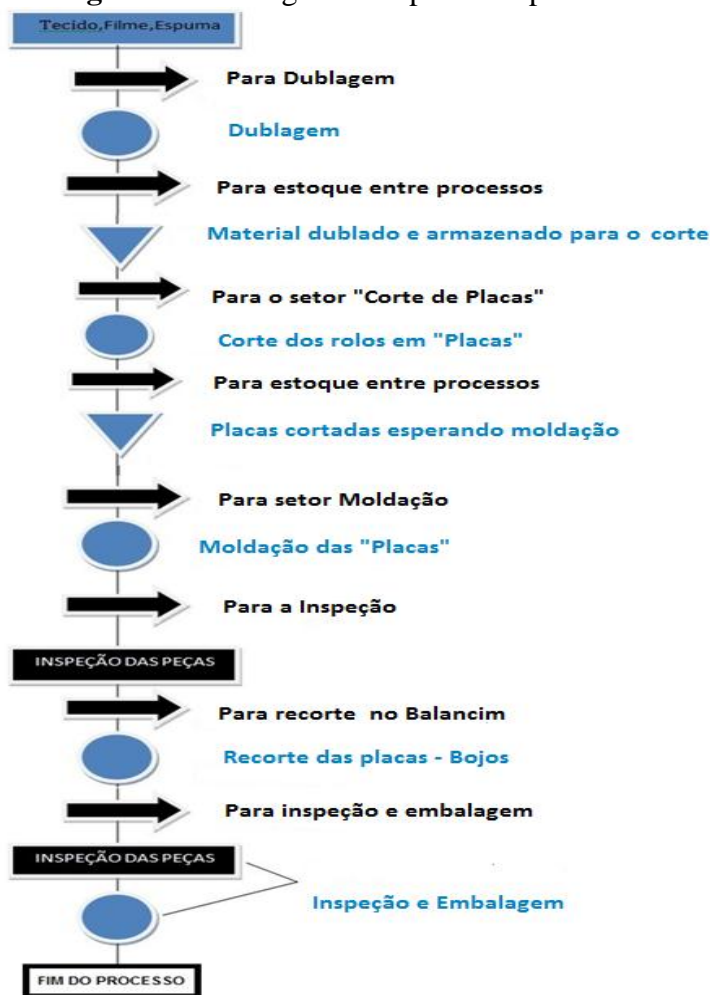 Tecido,Filme,Espuma
Para Dublagem
Dublagem
Para estoque entre processos
Material dublado e armazenado para o corte
Para o setor "Corte de Placas"
Corte dos rolos em "Placas"
Para estoque entre processos
Placas cortadas esperando moldação
Para setor Moldação
Moldação das "Placas"
Para a Inspeção
INSPEÇÃO DAS PEÇAS
Para recorte no Balancim
Recorte das placas - Bojos
Para inspeção e embalagem
INSPEÇÃO DAS PEÇAS
Inspeção e Embalagem
FIM DO PROCESSO